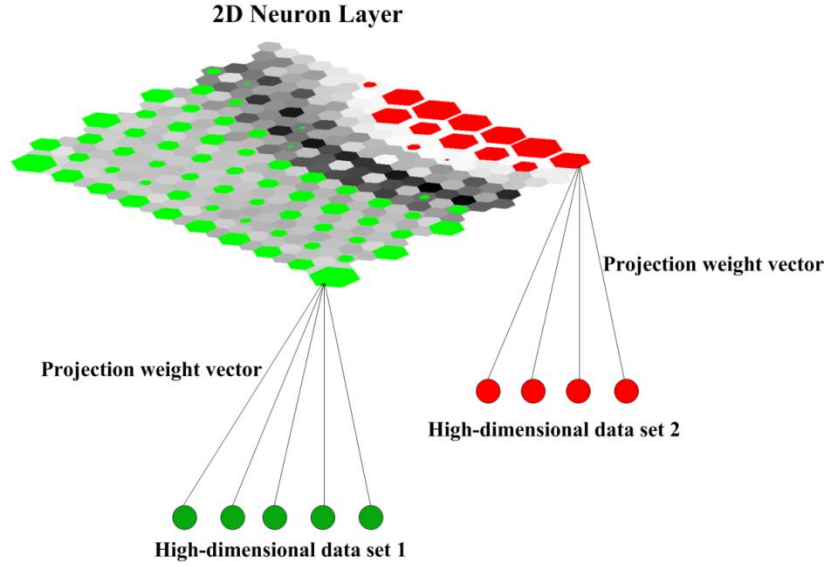 2D Neuron Layer
Projection weight vector
Projection weight vector
High-dimensional data set 2
High-dimensional data set 1